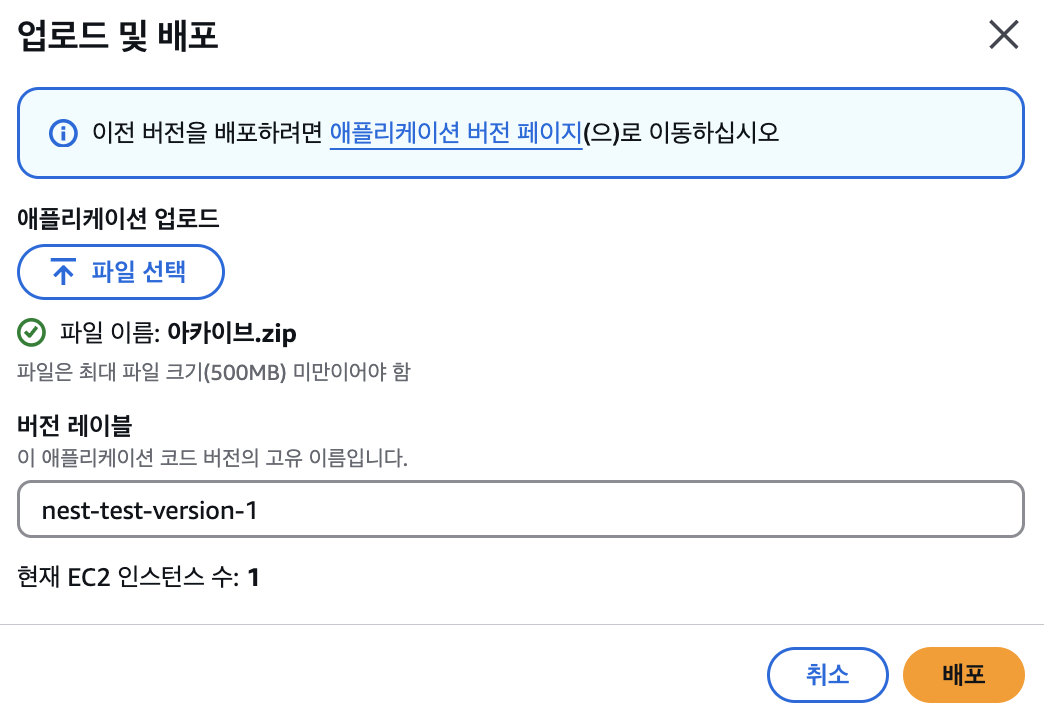 업로드 및 배포
이전 버전을 배포하려면 애플리케이션 버전 페이지(으)로 이동하십시오
애플리케이션 업로드
파일 선택
파일 이름: 아카이브.zip
파일은 최대 파일 크기(500MB) 미만이어야 함
버전 레이블
이 애플리케이션 코드 버전의 고유 이름입니다.
nest-test-version-1
현재 EC2 인스턴스 수: 1
취소
배포